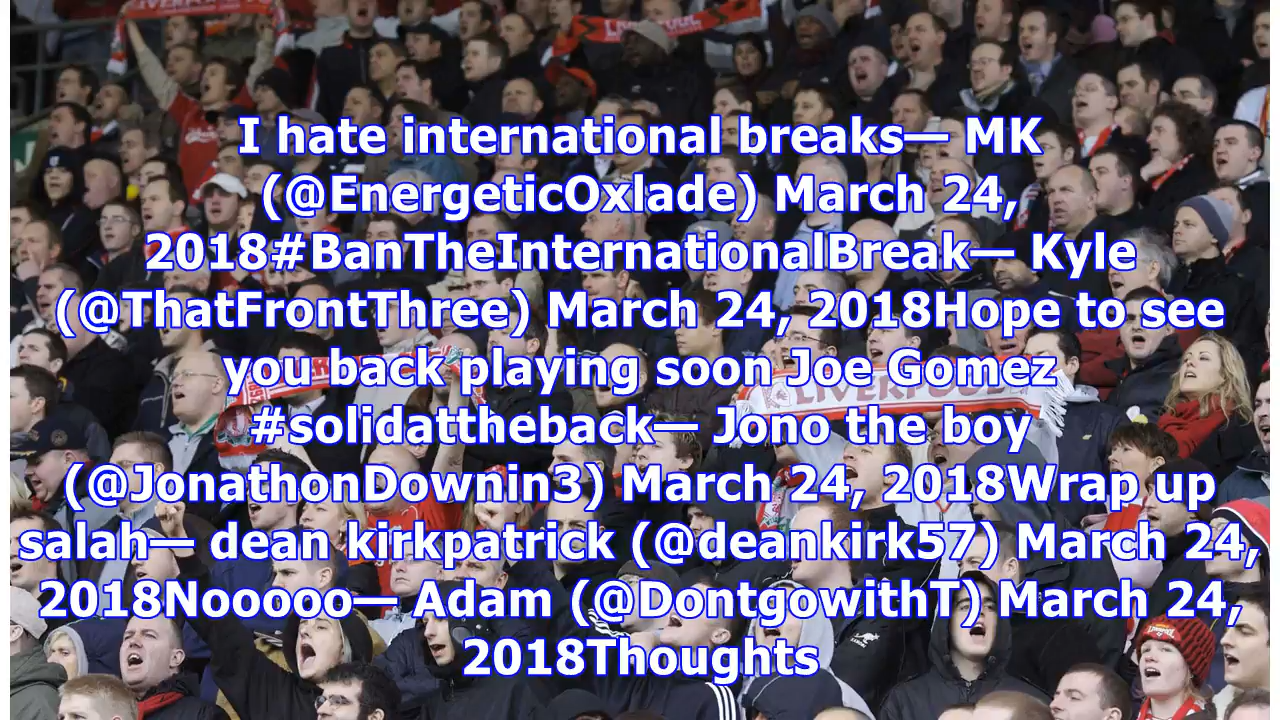 LIVERPOOL
I hate international breaks— MK
(@EnergeticOxlade) March 24,
2018#BanTheInternationalBreak— Kyle
(@ThatFrontThree) March 24, 2018Hope to see
you back playing soon Joe Gomez
LIVERPOOL
#solidattheback— Jono the boy
(@JonathonDownin3) March 24, 2018Wrap up
salah— dean kirkpatrick (@deankirk57) March 24,
2018Nooooo— Adam (@DontgowithT) March 24,
2018Thoughts